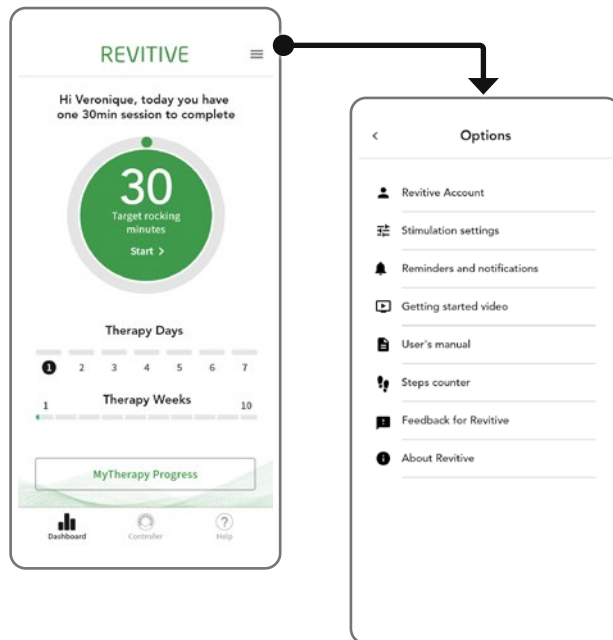 REVITIVE
Hi Veronique, today you have
one 30min session to complete
30
Target rocking
minutes
Start >
Therapy Days
1 2 3 4 5 6 7
Therapy Weeks
1 10
MyTherapy Progress
Dashboard Controller Help
< Options
Revitive Account
Stimulation settings
Reminders and notifications
Getting started video
User's manual
Steps counter
Feedback for Revitive
About Revitive